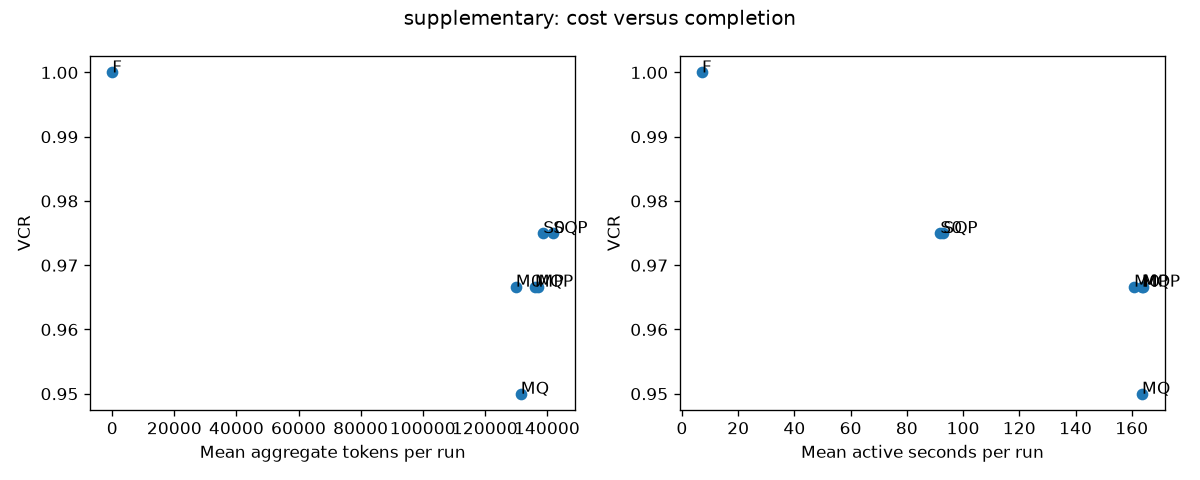 supplementary: cost versus completion
F
1.00
0.99
0.98
0.97
0.96
0.95
VCR
SQP
MQ
0
20000
40000
60000
80000
100000
120000
140000
Mean aggregate tokens per run
F
1.00
0.99
0.98
0.97
0.96
0.95
VCR
SQP
MQ
0
20
40
60
80
100
120
140
160
Mean active seconds per run